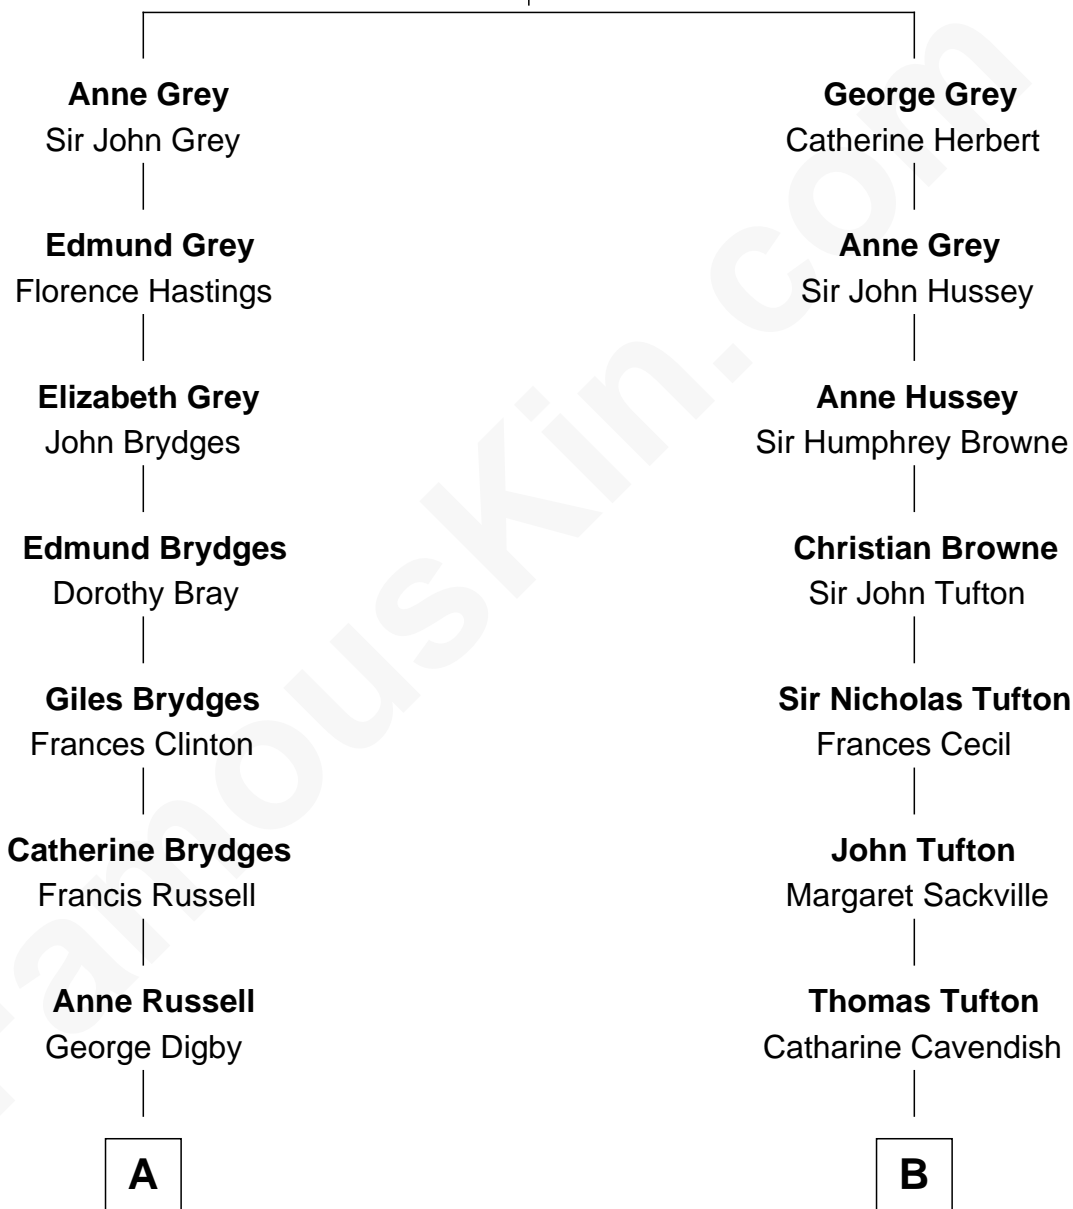 Anne Grey
Sir John Grey
George Grey
Catherine Herbert
Edmund Grey
Florence Hastings
Anne Grey
Sir John Hussey
Elizabeth Grey
John Brydges
Anne Hussey
Sir Humphrey Browne
Edmund Brydges
Dorothy Bray
Christian Browne
Sir John Tufton
Giles Brydges
Frances Clinton
Sir Nicholas Tufton
Frances Cecil
Catherine Brydges
Francis Russell
John Tufton
Margaret Sackville
Anne Russell
George Digby
Thomas Tufton
Catharine Cavendish
A
B
FamousKin.com